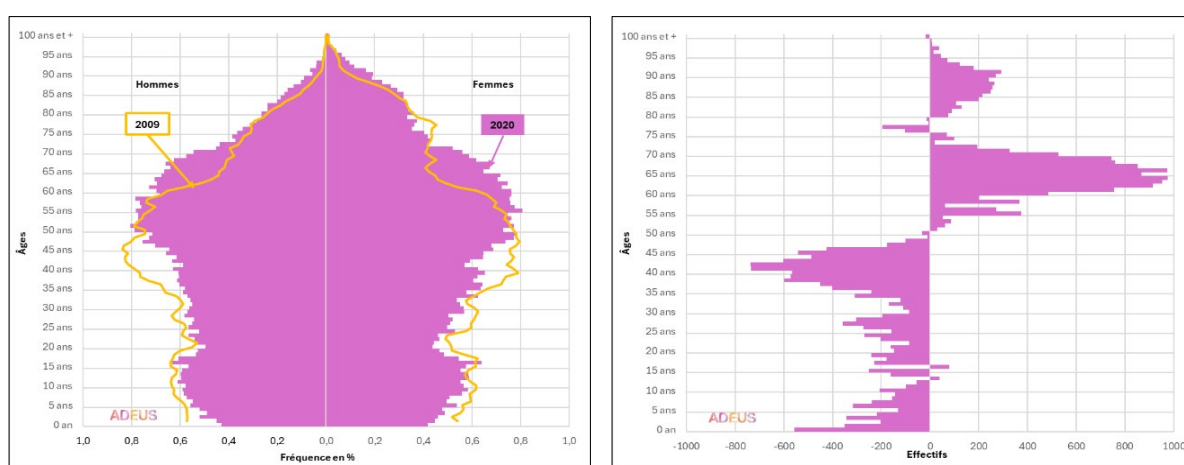 100 ans et +
95 ans
90 ans
85 ans
80 ans
75 ans
70 ans
65 ans
60 ans
55 ans
50 ans
45 ans
40 ans
35 ans
30 ans
25 ans
20 ans
15 ans
10 ans
5 ans
0 an
Âges
Hommes
Femmes
2009
2020
ADEUS
1,0 0,8 0,6 0,4 0,2 0,0 0,2 0,4 0,6 0,8 1,0
Fréquence en %
100 ans et +
95 ans
90 ans
85 ans
80 ans
75 ans
70 ans
65 ans
60 ans
55 ans
50 ans
45 ans
40 ans
35 ans
30 ans
25 ans
20 ans
15 ans
10 ans
5 ans
0 an
Âges
ADEUS
-1000 -800 -600 -400 -200 0 200 400 600 800 1000
Effectifs